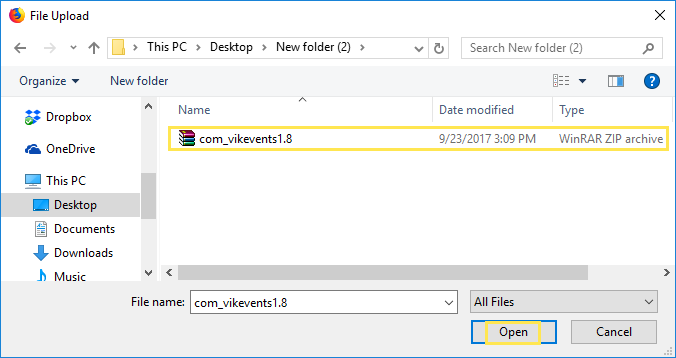 File Upload
This PC > Desktop > New folder (2) >
Search New folder (2)
Organize
New folder
Name
Date modified
Type
Dropbox
OneDrive
This PC
Desktop
Documents
Downloads
Music
com_vikevents1.8
9/23/2017 3:09 PM
WinRAR ZIP archive
File name:
com_vikevents1.8
All Files
Open
Cancel